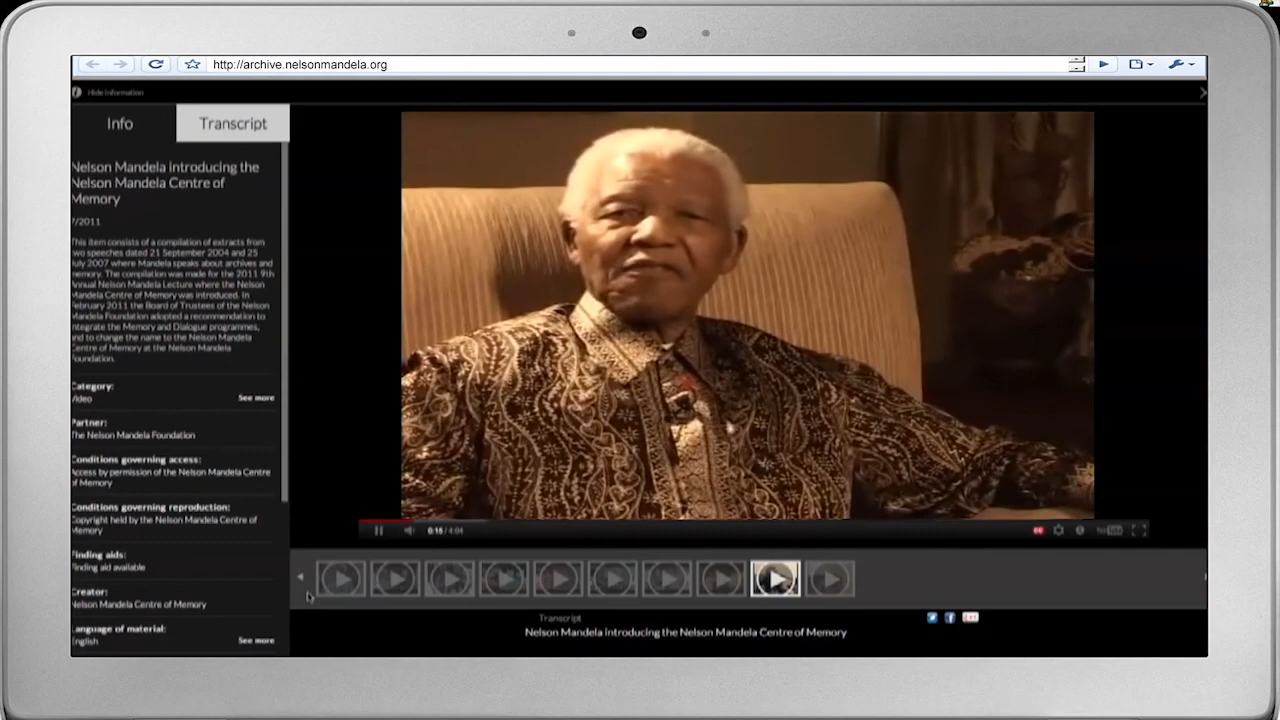 http://archive.nelsonmandela.org
Hide information
Info
Transcript
Nelson Mandela introducing the
Nelson Mandela Centre of
Memory
?/2011
This item consists of a compilation of extracts from
two speeches dated 21 September 2004 and 25
July 2007 where Mandela speaks about archives and
memory. The compilation was made for the 2011 9th
Annual Nelson Mandela Lecture where the Nelson
Mandela Centre of Memory was introduced. In
February 2011 the Board of Trustees of the Nelson
Mandela Foundation adopted a recommendation to
integrate the Memory and Dialogue programmes,
and to change the name to the Nelson Mandela
Centre of Memory at the Nelson Mandela
Foundation.
Category:
Video
See more
Partner:
The Nelson Mandela Foundation
Conditions governing access:
Access by permission of the Nelson Mandela Centre
of Memory
Conditions governing reproduction:
Copyright held by the Nelson Mandela Centre of
Memory
Finding aids:
Finding aid available
Creator:
Nelson Mandela Centre of Memory
Language of material:
English
See more
0:16 / 4:04
Transcript
Nelson Mandela introducing the Nelson Mandela Centre of Memory